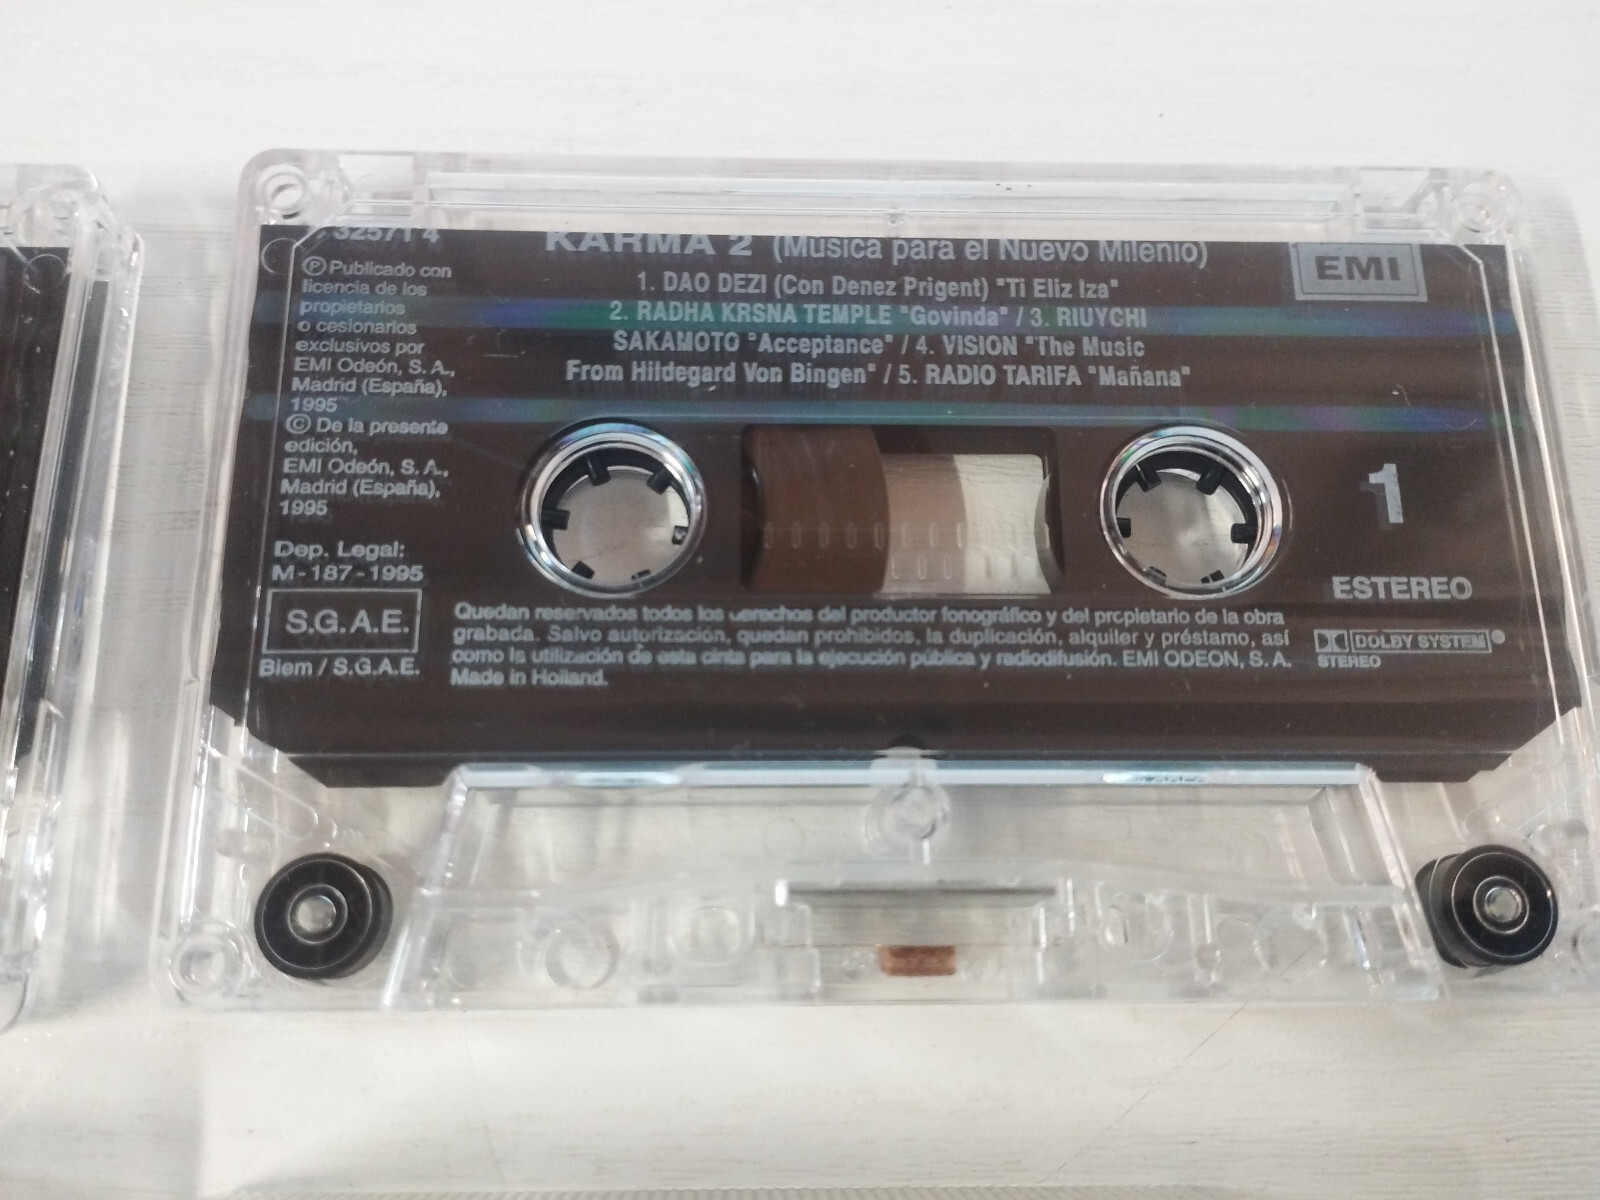 32571 4
KARMA 2 (Musica para el Nuevo Milenio)
EMI
1. DAO DEZI (Con Denez Prigent) "Ti Eliz Iza"
2. RADHA KRSNA TEMPLE "Govinda" / 3. RIUYCHI
SAKAMOTO "Acceptance" / 4. VISION "The Music
From Hildegard Von Bingen" / 5. RADIO TARIFA "Mañana"
Ⓟ Publicado con
licencia de los
propietarios
o cesionarios
exclusivos por
EMI Odeón, S. A.,
Madrid (España),
1995
© De la presente
edición,
EMI Odeón, S. A.,
Madrid (España),
1995
Dep. Legal:
M-187-1995
S.G.A.E.
Biem / S.G.A.E.
1
ESTEREO
DOLBY SYSTEM
STEREO
Quedan reservados todos los derechos del productor fonográfico y del propietario de la obra
grabada. Salvo autorización, quedan prohibidos, la duplicación, alquiler y préstamo, así
como la utilización de esta cinta para la ejecución pública y radiodifusión. EMI ODEON, S. A.
Made in Holland.